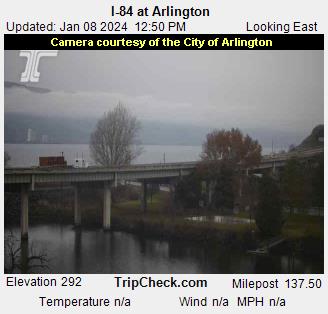 I-84 at Arlington
Updated: Jan 08 2024 12:50 PM Looking East
Camera courtesy of the City of Arlington
Elevation 292 TripCheck.com Milepost 137.50
Temperature n/a Wind n/a MPH n/a